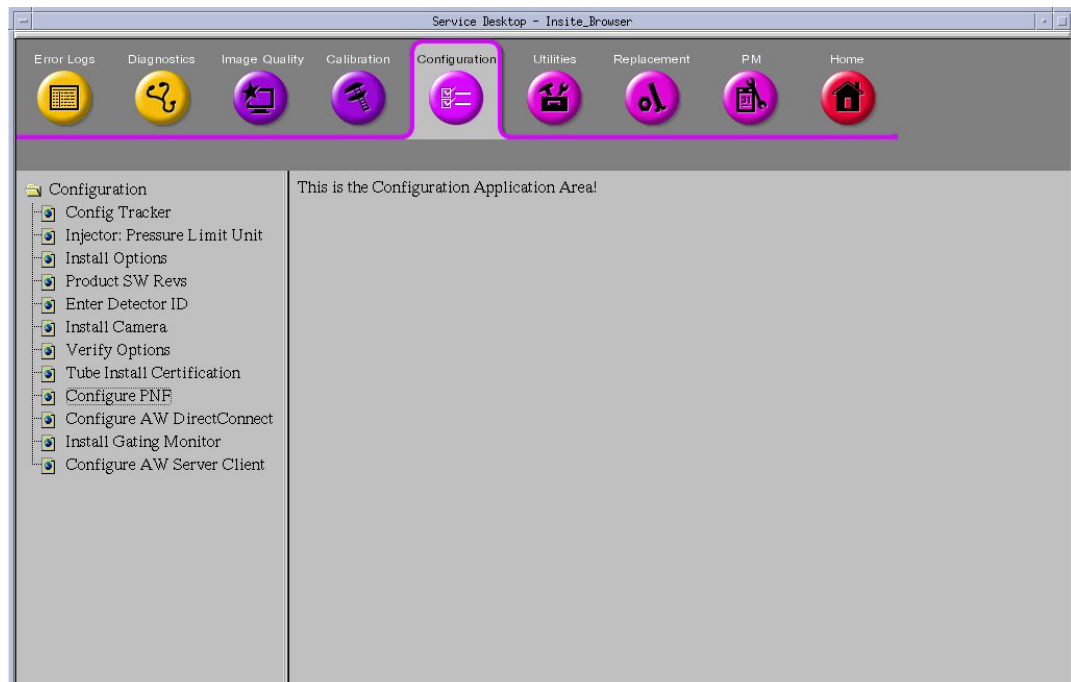 Service Desktop - Insite_Browser
Error Logs Diagnostics Image Quality Calibration Configuration Utilities Replacement PM Home
Configuration
Config Tracker
Injector: Pressure Limit Unit
Install Options
Product SW Revs
Enter Detector ID
Install Camera
Verify Options
Tube Install Certification
Configure PNF
Configure AW DirectConnect
Install Gating Monitor
Configure AW Server Client
This is the Configuration Application Area!